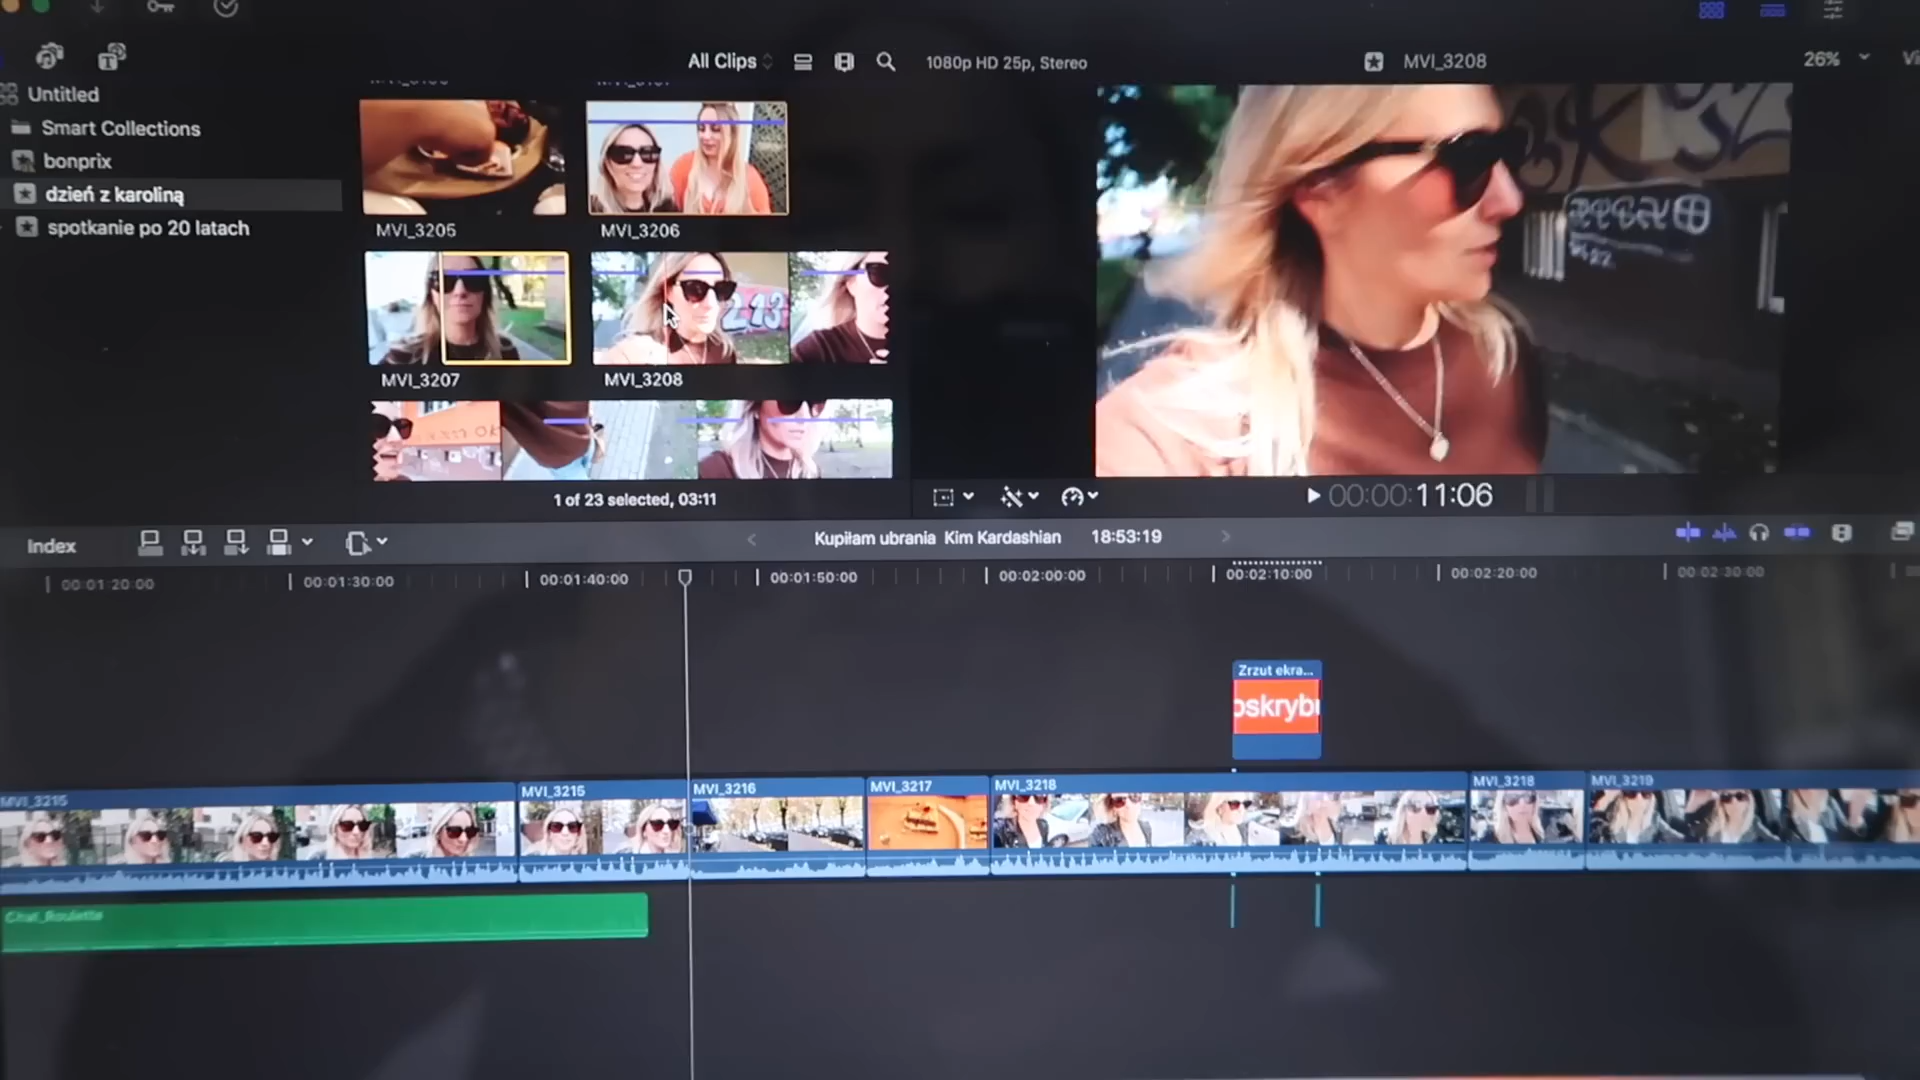 All Clips
1080p HD 25p, Stereo
MVI_3208
26%
Vi
Untitled
Smart Collections
bonprix
dzień z karoliną
spotkanie po 20 latach
MVI_3205
MVI_3206
MVI_3207
MVI_3208
213
1 of 23 selected, 03:11
00:00:11:06
Index
Kupiłam ubrania Kim Kardashian
18:53:19
00:01:20:00
00:01:30:00
00:01:40:00
00:01:50:00
00:02:00:00
00:02:10:00
00:02:20:00
00:02:30:00
Zrzut ekra...
oskrybu
MVI_3215
MVI_3215
MVI_3216
MVI_3217
MVI_3218
MVI_3218
MVI_3219
Chat_Roulette